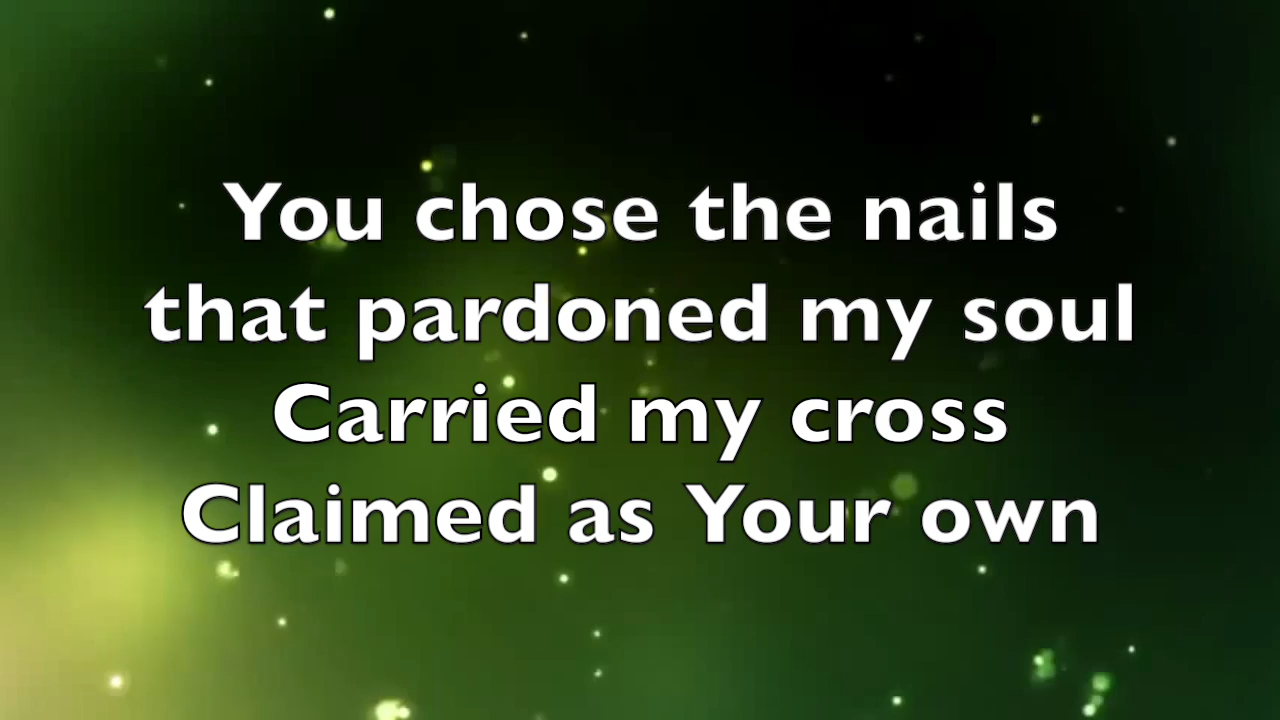 You chose the nails
that pardoned my soul
Carried my cross
Claimed as Your own